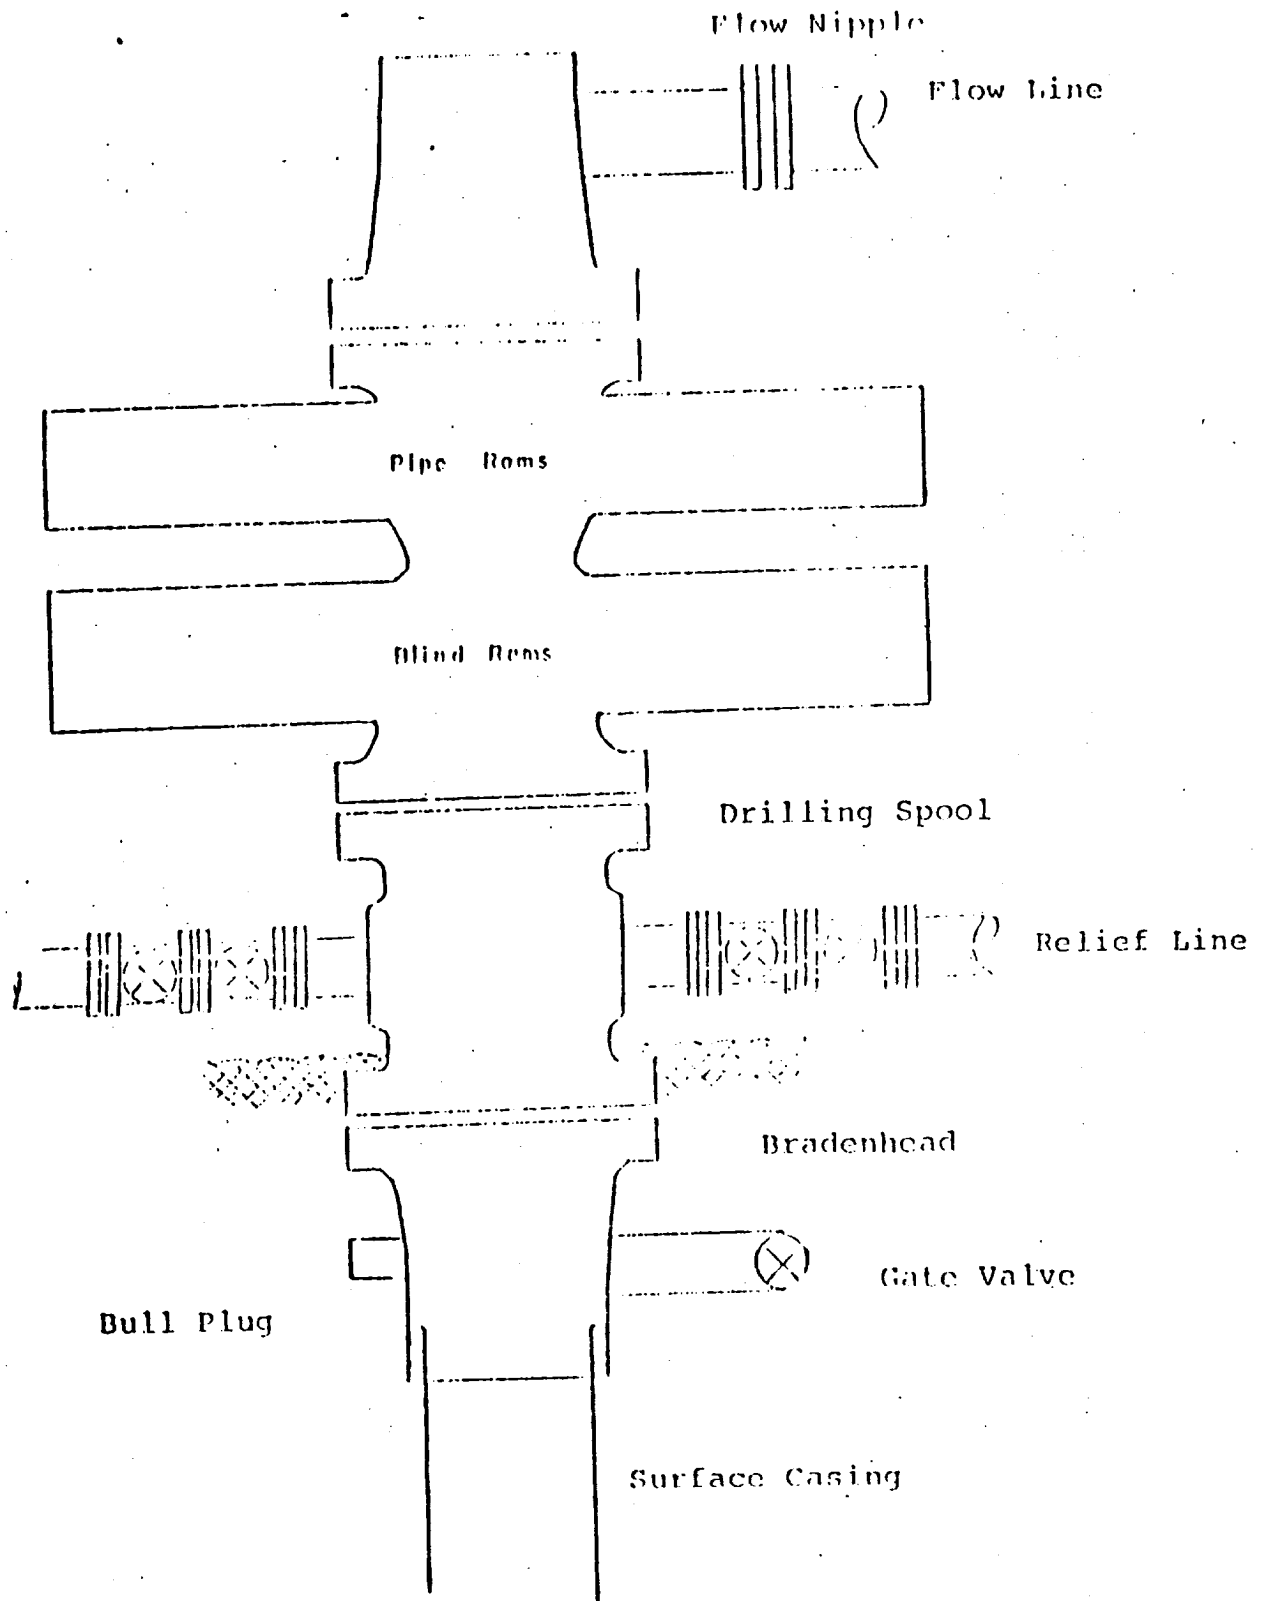 Flow Nipple
Flow Line
Pipe Rams
Blind Rams
Drilling Spool
Relief Line
Bradenhead
Gate Valve
Bull Plug
Surface Casing